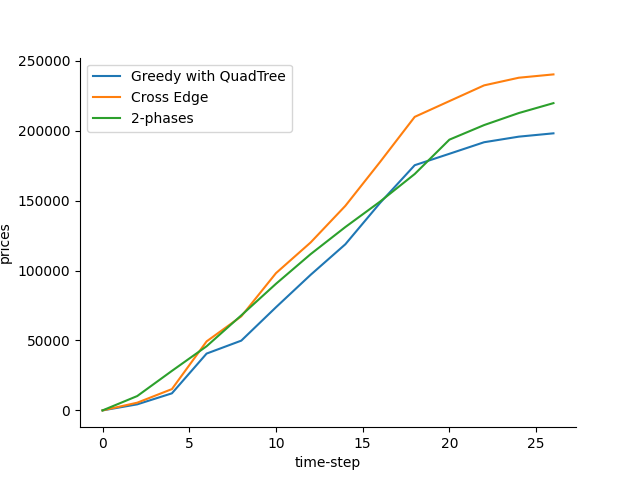 250000
200000
150000
100000
50000
0
prices
Greedy with QuadTree
Cross Edge
2-phases
0 5 10 15 20 25
time-step